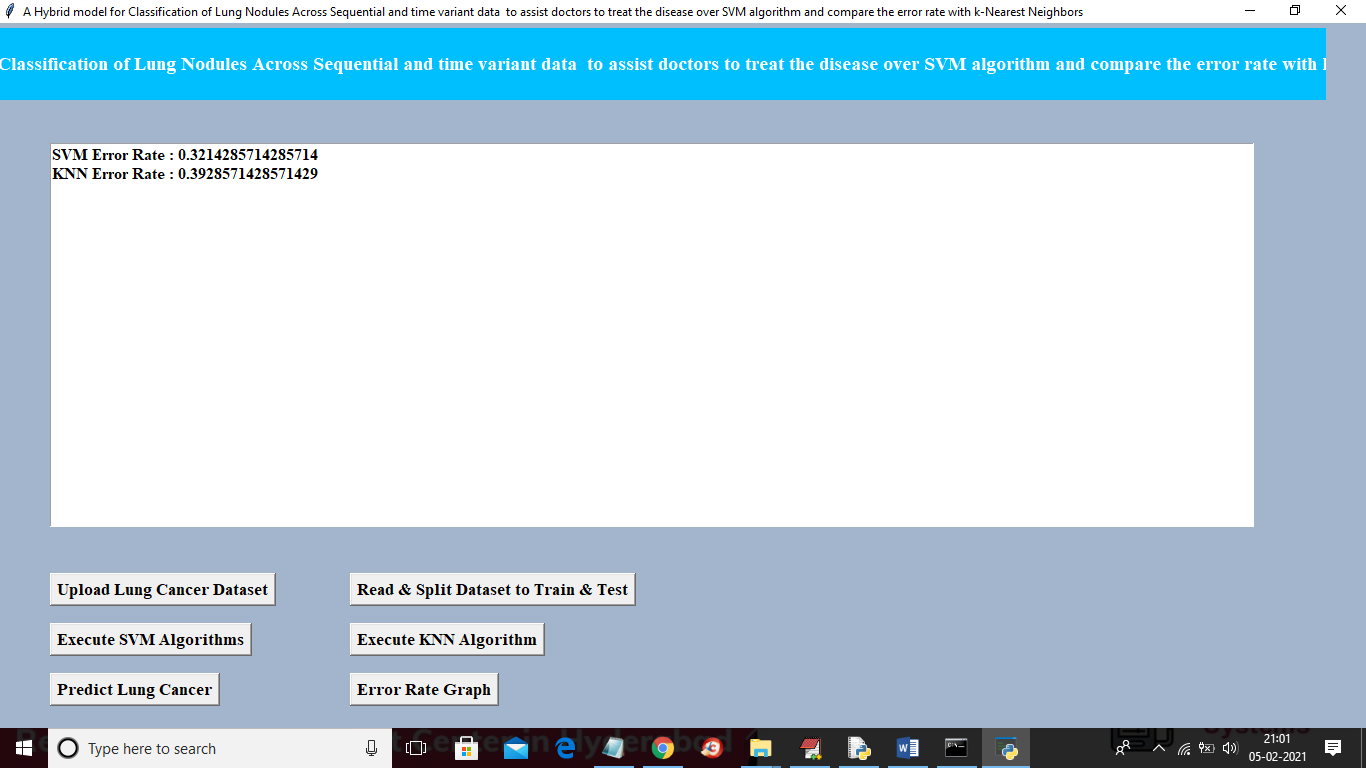 A Hybrid model for Classification of Lung Nodules Across Sequential and time variant data  to assist doctors to treat the disease over SVM algorithm and compare the error rate with k-Nearest Neighbors
Classification of Lung Nodules Across Sequential and time variant data  to assist doctors to treat the disease over SVM algorithm and compare the error rate with
SVM Error Rate : 0.3214285714285714
KNN Error Rate : 0.3928571428571429
Upload Lung Cancer Dataset
Read & Split Dataset to Train & Test
Execute SVM Algorithms
Execute KNN Algorithm
Predict Lung Cancer
Error Rate Graph
Type here to search
21:01
05-02-2021